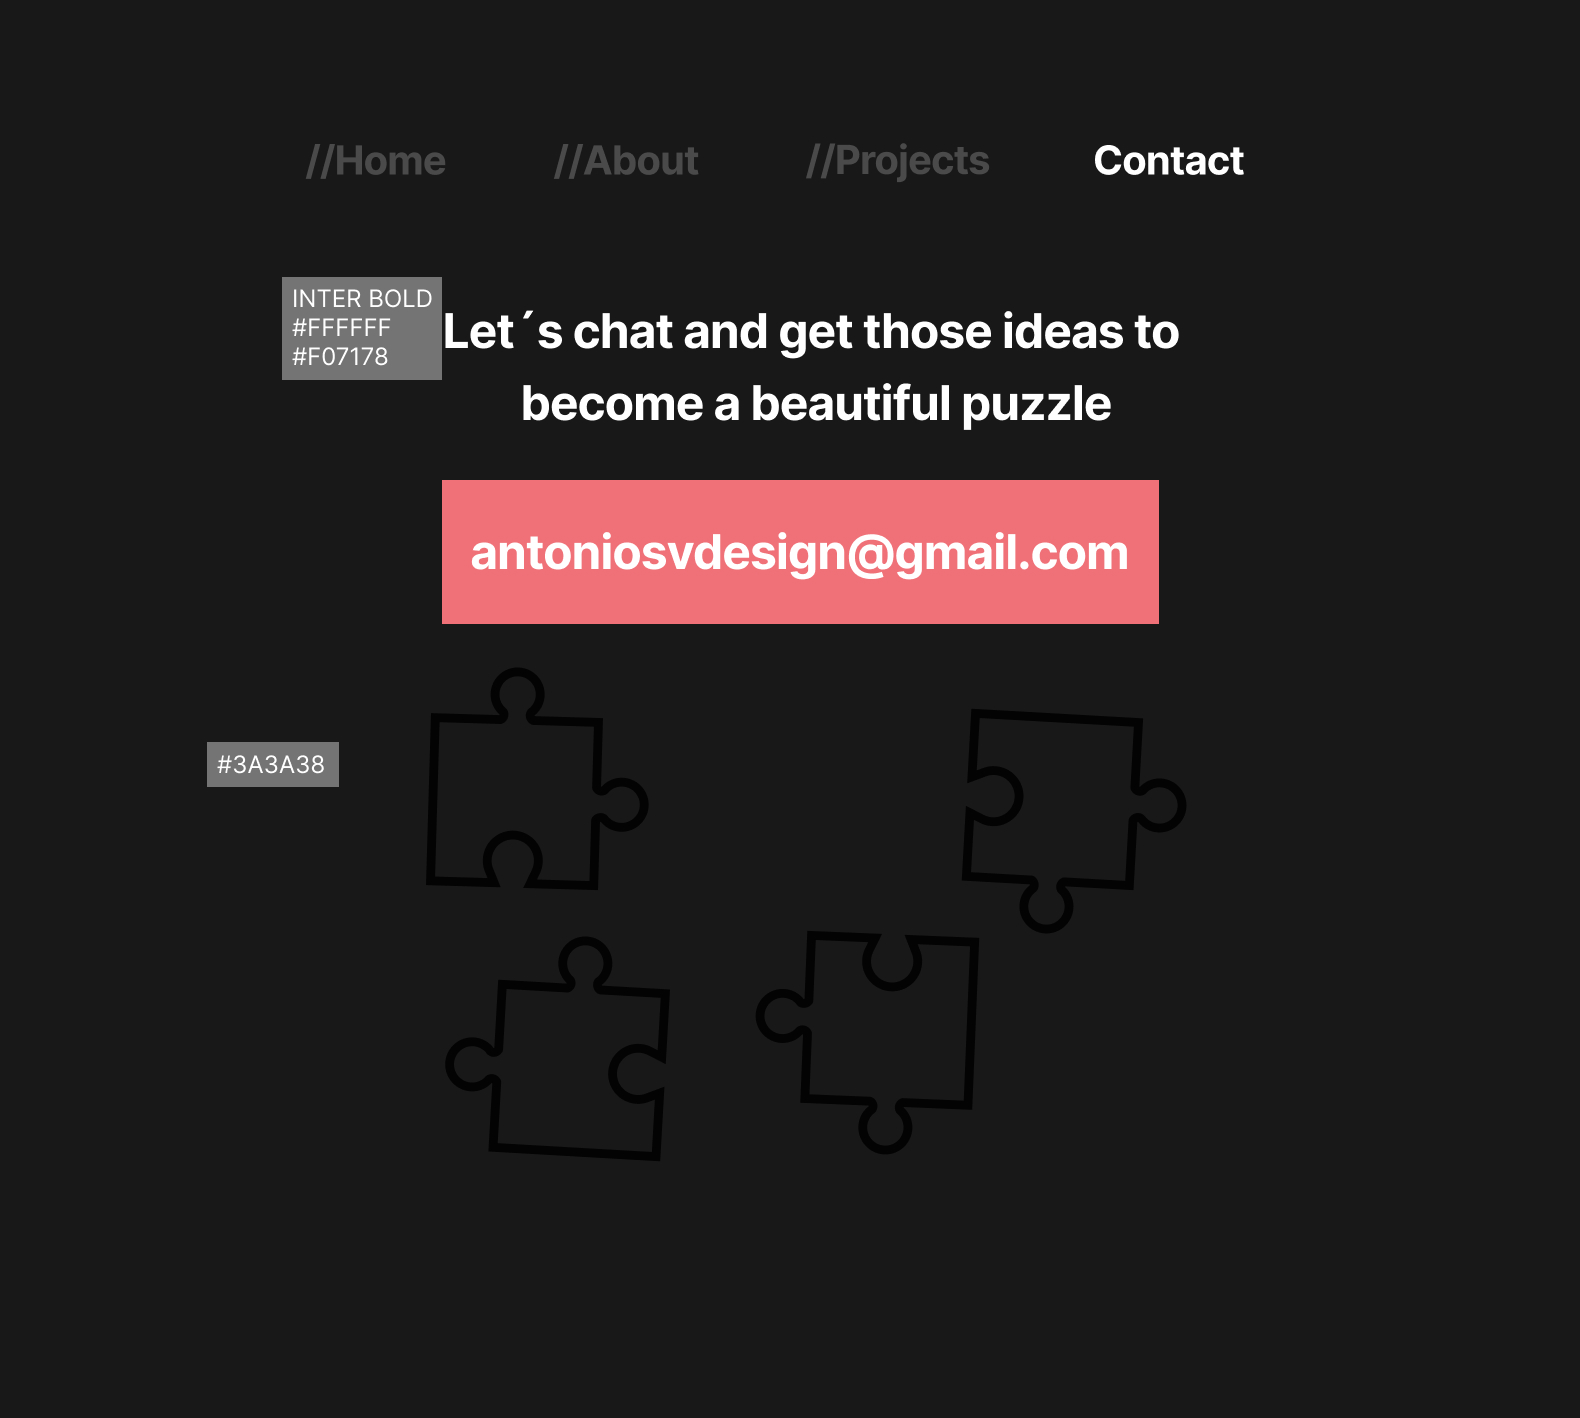 //Home //About //Projects Contact
INTER BOLD
#FFFFFF
#F07178
Let´s chat and get those ideas to
become a beautiful puzzle
antoniosvdesign@gmail.com
#3A3A38